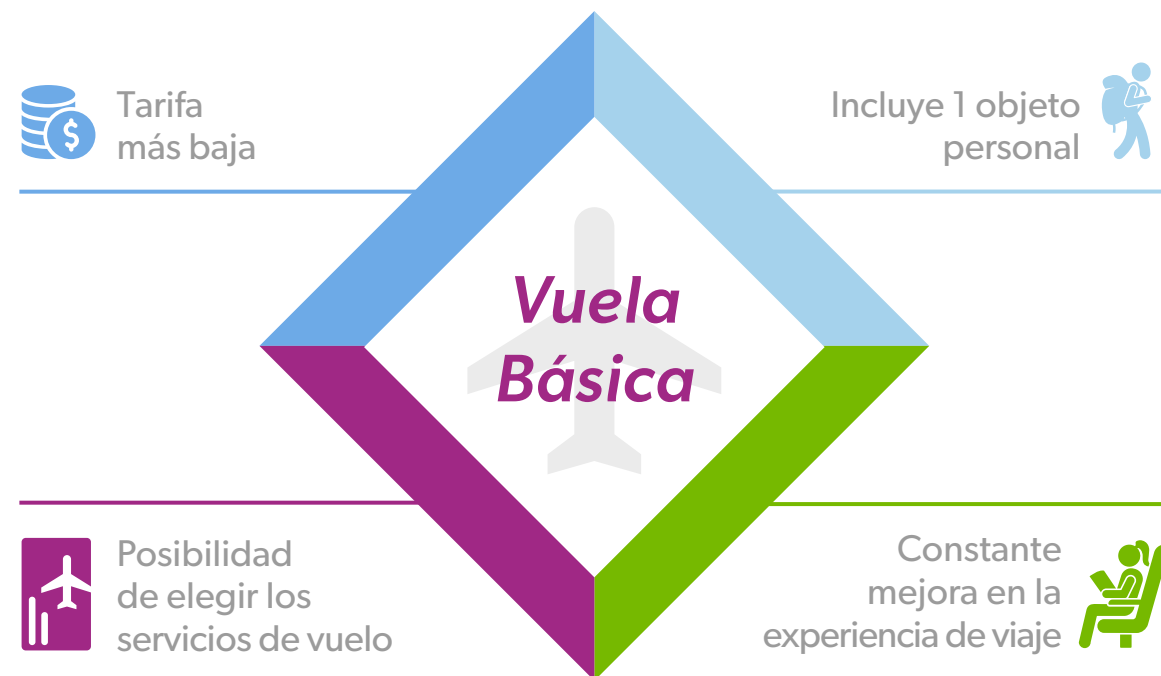 Tarifa
más baja
Incluye 1 objeto
personal
Vuela
Básica
Posibilidad
de elegir los
servicios de vuelo
Constante
mejora en la
experiencia de viaje
$